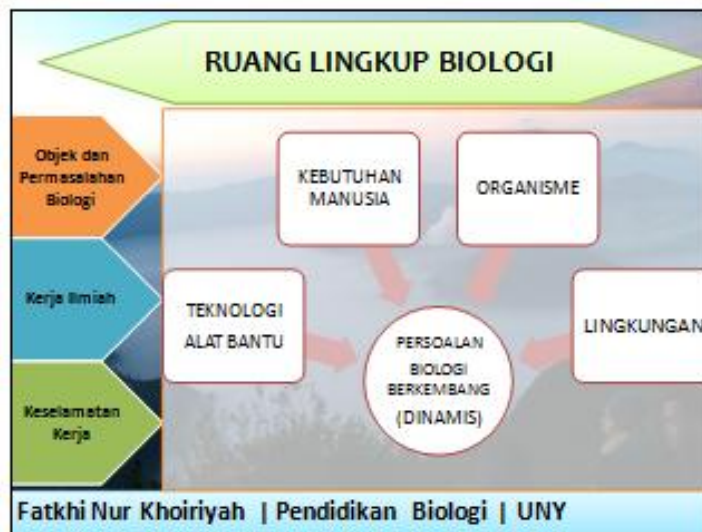 RUANG LINGKUP BIOLOGI
Objek dan
Permasalahan
Biologi
Kerja Ilmiah
Keselamatan
Kerja
KEBUTUHAN
MANUSIA
ORGANISME
TEKNOLOGI
ALAT BANTU
LINGKUNGAN
PERSOALAN
BIOLOGI
BERKEMBANG
(DINAMIS)
Fatkhi Nur Khoiriyah | Pendidikan Biologi | UNY